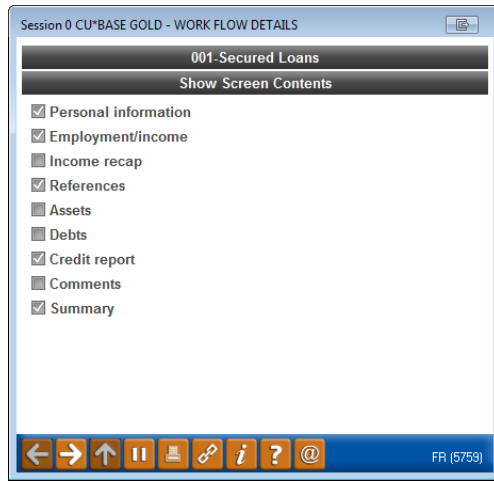 Session 0 CU*BASE GOLD - WORK FLOW DETAILS
001-Secured Loans
Show Screen Contents
Personal information
Employment/income
Income recap
References
Assets
Debts
Credit report
Comments
Summary
i ? @ FR (5759)